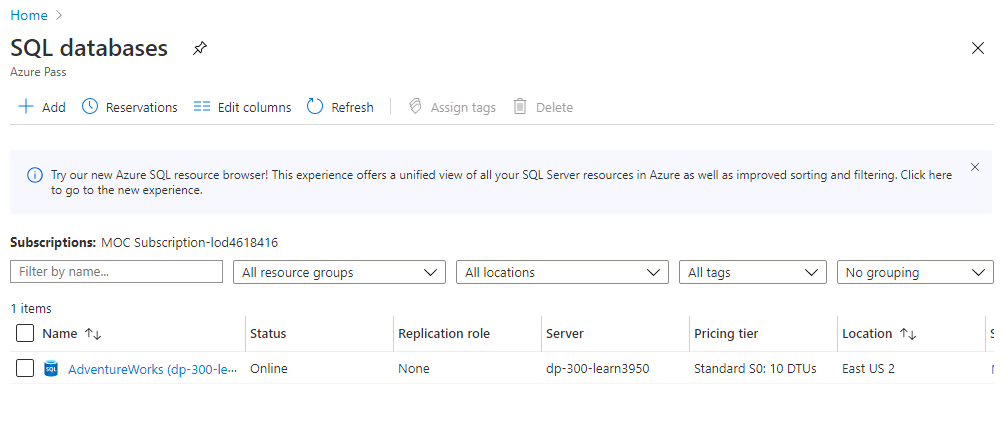 Home
SQL databases
Azure Pass
Add Reservations Edit columns Refresh Assign tags Delete
Try our new Azure SQL resource browser! This experience offers a unified view of all your SQL Server resources in Azure as well as improved sorting and filtering. Click here
to go to the new experience.
Subscriptions: MOC Subscription-lod4618416
Filter by name... All resource groups All locations All tags No grouping
1 items
Name Status Replication role Server Pricing tier Location
SQL AdventureWorks (dp-300-le... Online None dp-300-learn3950 Standard S0: 10 DTUs East US 2